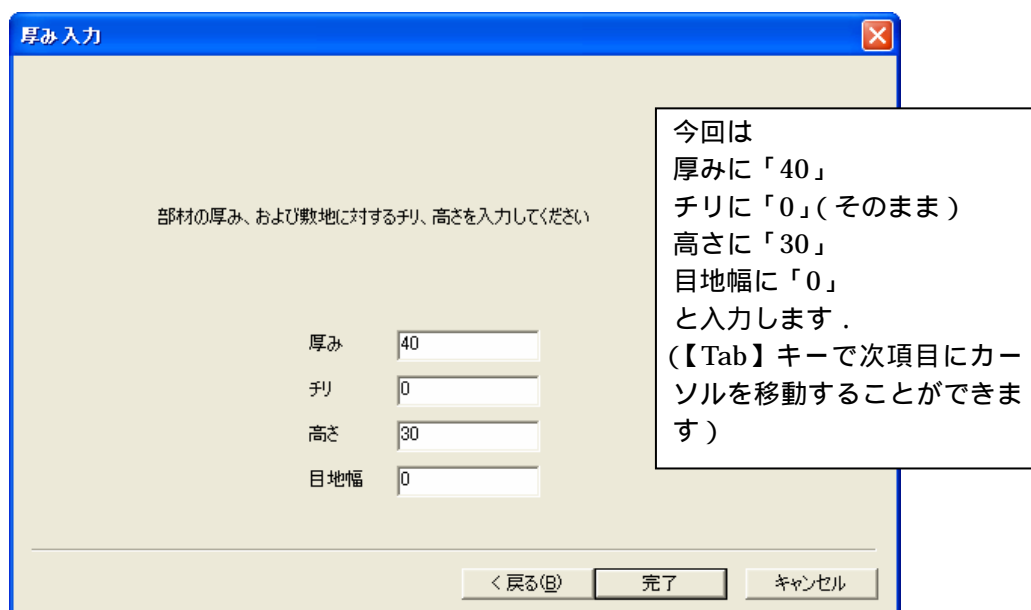 厚み入力
今回は
厚みに「40」
チリに「0」(そのまま)
高さに「30」
目地幅に「0」
と入力します.
(【Tab】キーで次項目にカー
ソルを移動することができま
す)
部材の厚み、および敷地に対するチリ、高さを入力してください
厚み 40
チリ 0
高さ 30
目地幅 0
< 戻る(B) 完了 キャンセル